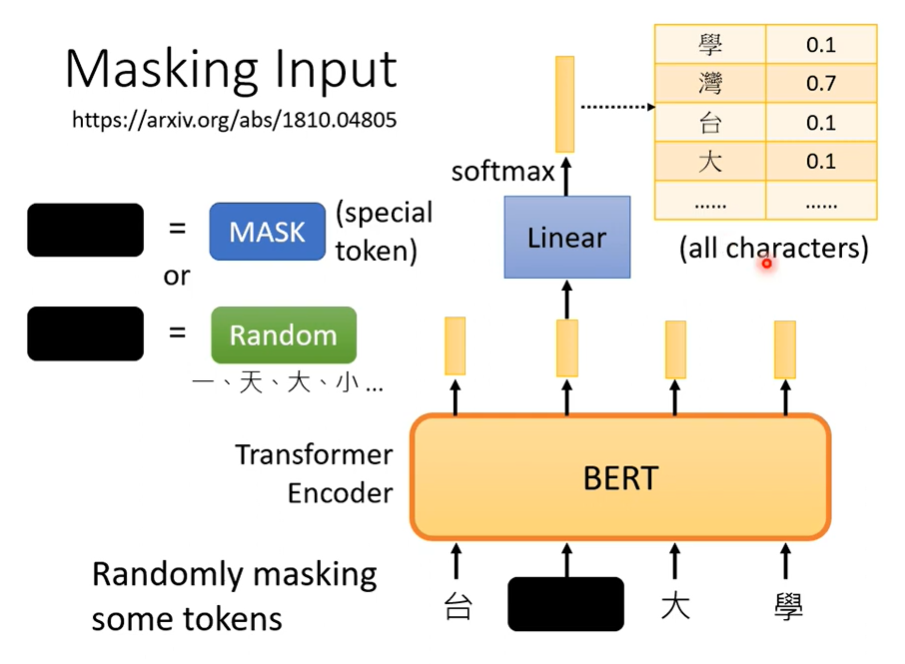 Masking Input
https://arxiv.org/abs/1810.04805
學 0.1
灣 0.7
台 0.1
大 0.1
...... ......
(all characters)
softmax
Linear
= MASK (special token)
or
= Random
一、天、大、小 ...
Transformer
Encoder
BERT
Randomly masking
some tokens
台 大 學